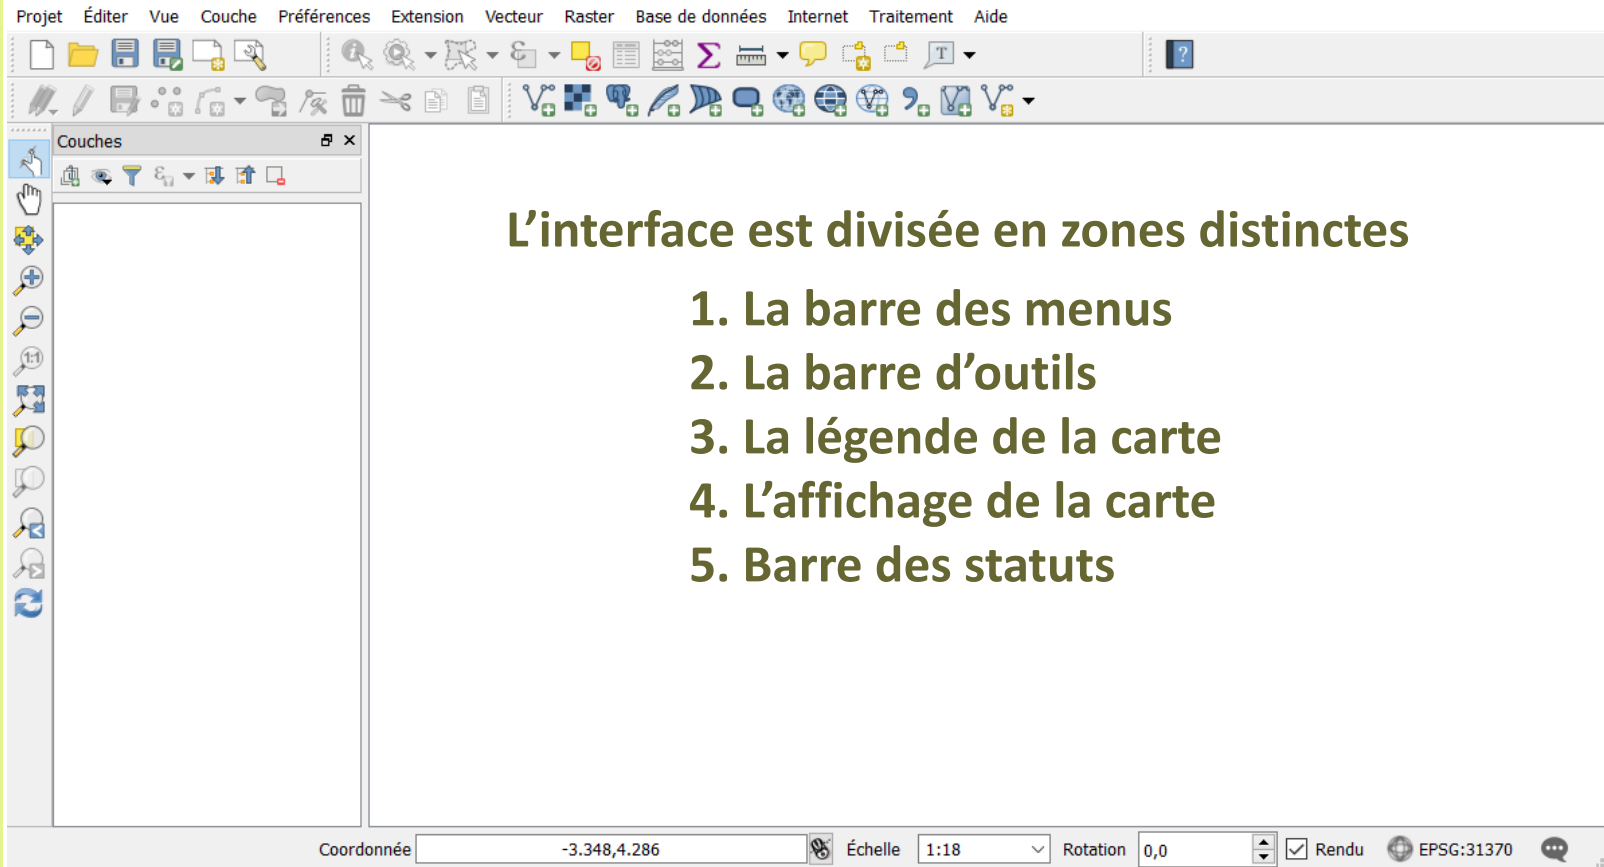 Projet Éditer Vue Couche Préférences Extension Vecteur Raster Base de données Internet Traitement Aide
Couches
L’interface est divisée en zones distinctes
1. La barre des menus
2. La barre d’outils
3. La légende de la carte
4. L’affichage de la carte
5. Barre des statuts
Coordonnée -3.348,4.286 Échelle 1:18 Rotation 0,0 Rendu EPSG:31370